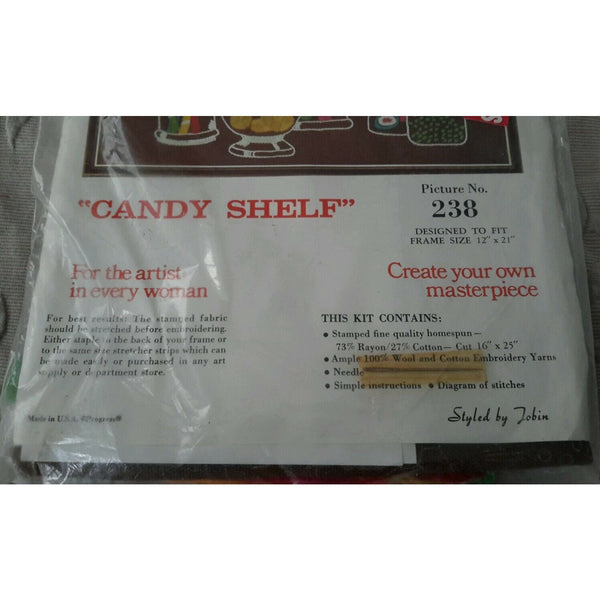 "CANDY SHELF"
Picture No.
238
DESIGNED TO FIT
FRAME SIZE 12" x 21"
For the artist
in every woman
Create your own
masterpiece
For best results: The stamped fabric
should be stretched before embroidering.
Either staple to the back of your frame or
to the same size stretcher strips which can
be made easily or purchased in any art
supply or department store.
THIS KIT CONTAINS:
• Stamped fine quality homespun—
73% Rayon/27% Cotton— Cut 16" x 25"
• Ample 100% Wool and Cotton Embroidery Yarns
• Needle
• Simple instructions • Diagram of stitches
Made in U.S.A. ©Progress®
Styled by Tobin